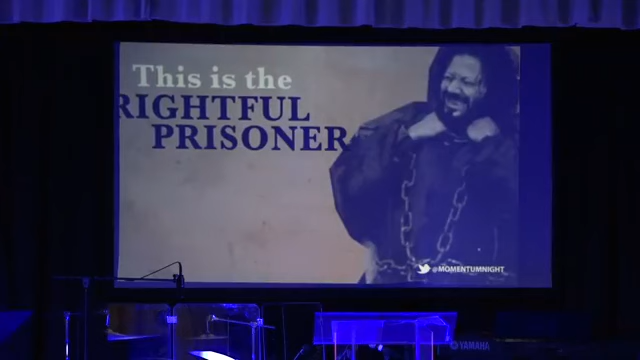 This is the
RIGHTFUL
PRISONER
@MOMENTUMNIGHT
YAMAHA